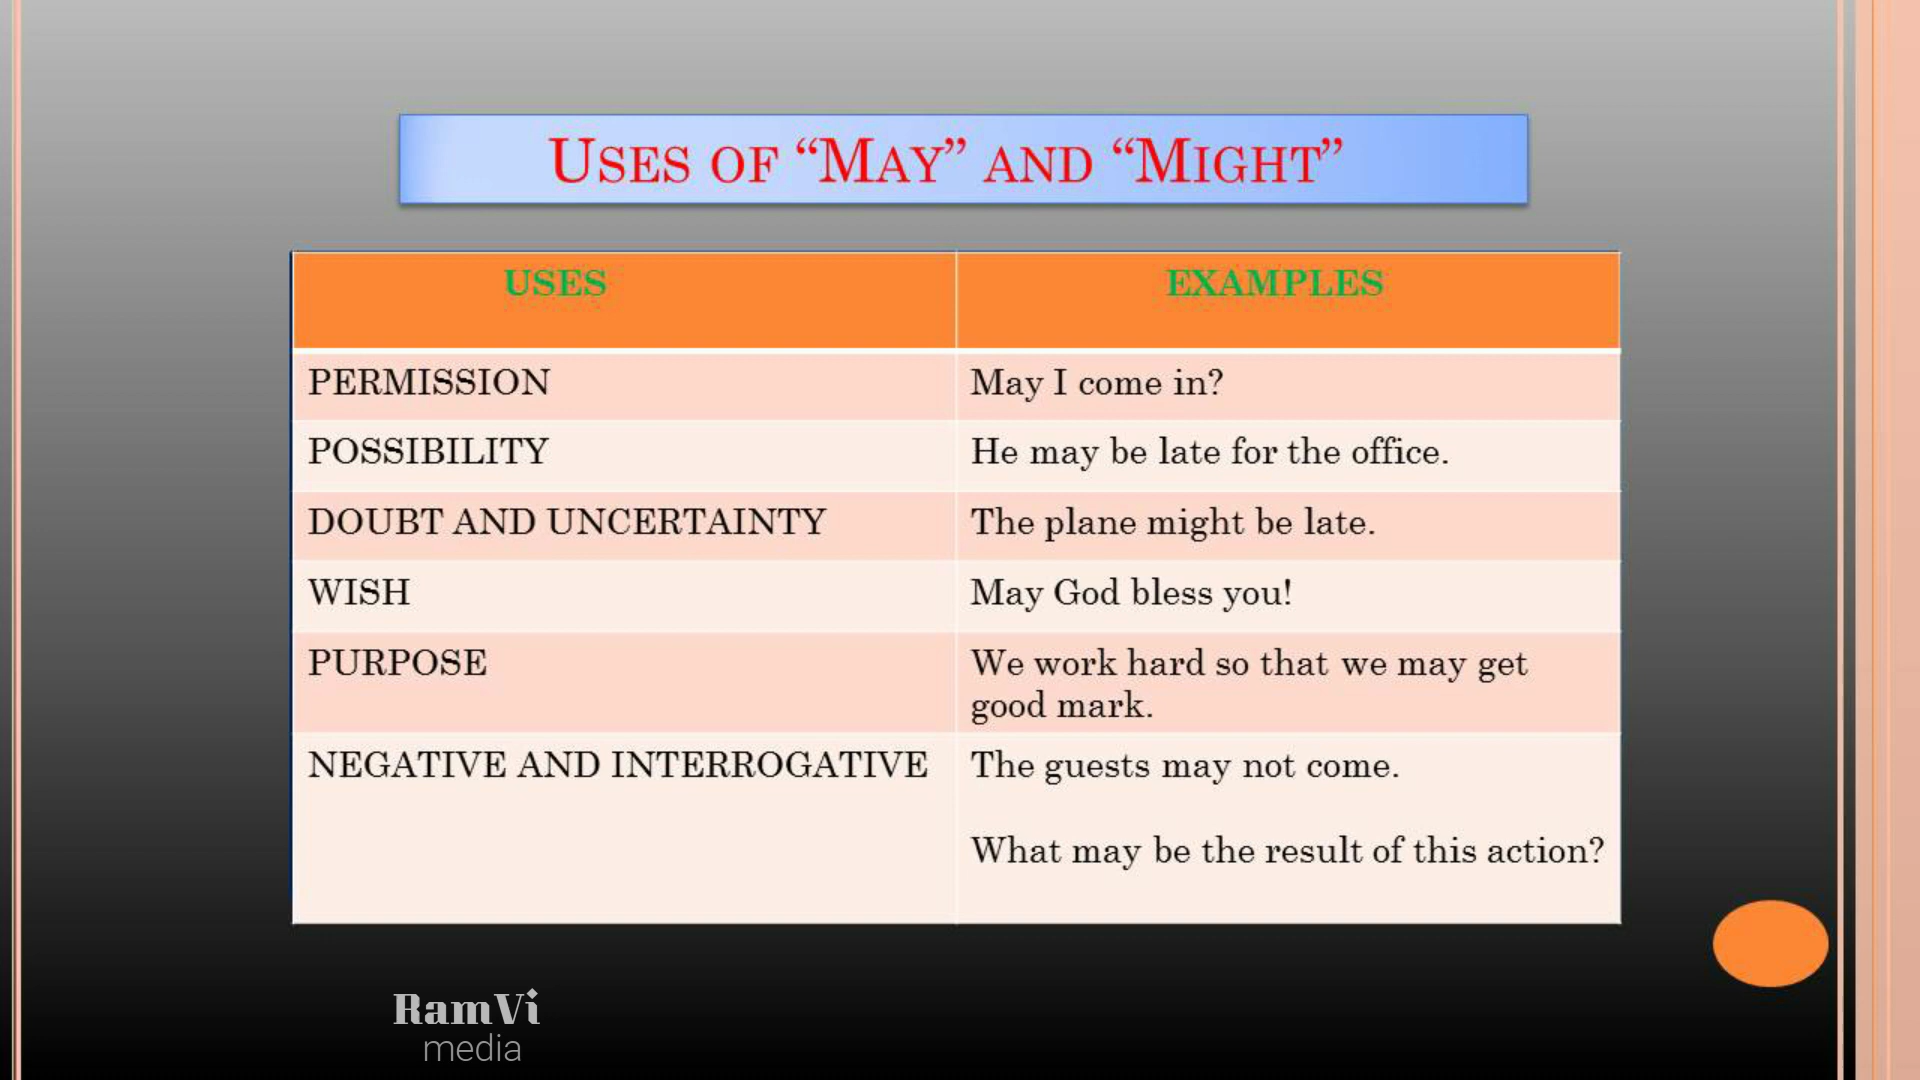 USES OF “MAY” AND “MIGHT”
USES
EXAMPLES
PERMISSION
May I come in?
POSSIBILITY
He may be late for the office.
DOUBT AND UNCERTAINTY
The plane might be late.
WISH
May God bless you!
PURPOSE
We work hard so that we may get
good mark.
NEGATIVE AND INTERROGATIVE
The guests may not come.
What may be the result of this action?
RamVi
media